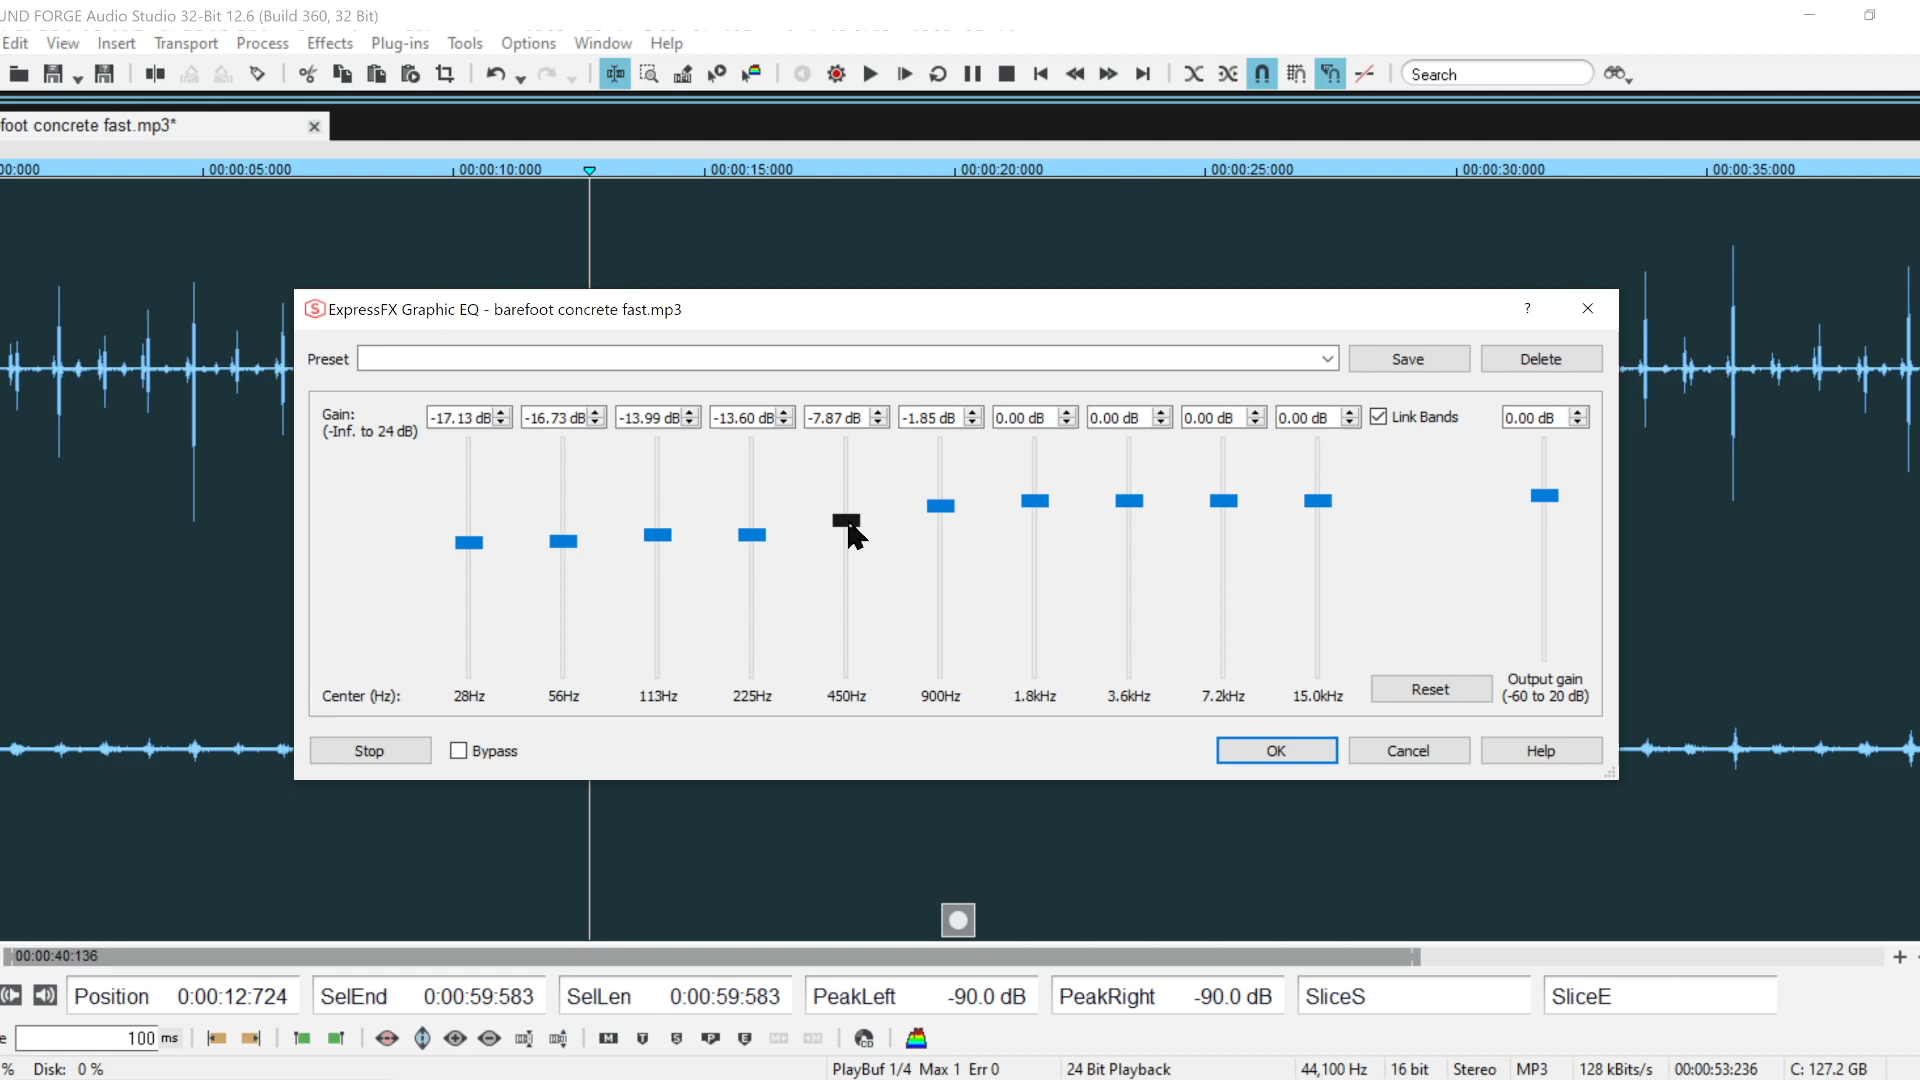 UND FORGE Audio Studio 32-Bit 12.6 (Build 360, 32 Bit)
Edit View Insert Transport Process Effects Plug-ins Tools Options Window Help
Search
foot concrete fast.mp3*
00:000 00:00:05:000 00:00:10:000 00:00:15:000 00:00:20:000 00:00:25:000 00:00:30:000 00:00:35:000
S ExpressFX Graphic EQ - barefoot concrete fast.mp3 ?
Preset Save Delete
Gain: -17.13 dB -16.73 dB -13.99 dB -13.60 dB -7.87 dB -1.85 dB 0.00 dB 0.00 dB 0.00 dB 0.00 dB Link Bands 0.00 dB
(-Inf. to 24 dB)
Center (Hz): 28Hz 56Hz 113Hz 225Hz 450Hz 900Hz 1.8kHz 3.6kHz 7.2kHz 15.0kHz Reset Output gain
(-60 to 20 dB)
Stop Bypass OK Cancel Help
00:00:40:136
Position 0:00:12:724 SelEnd 0:00:59:583 SelLen 0:00:59:583 PeakLeft -90.0 dB PeakRight -90.0 dB SliceS SliceE
e 100 ms M T S P E CD
% Disk: 0 % PlayBuf 1/4 Max 1 Err 0 24 Bit Playback 44,100 Hz 16 bit Stereo MP3 128 kBits/s 00:00:53:236 C: 127.2 GB